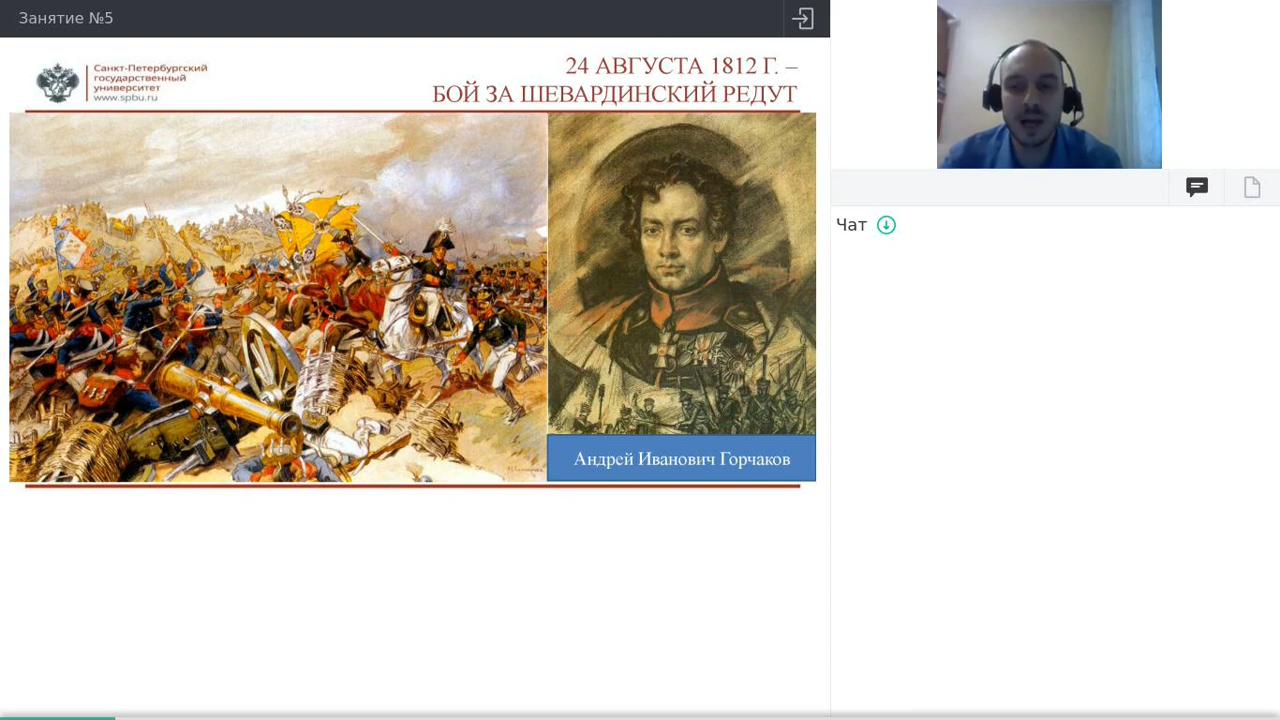 Занятие №5
Санкт-Петербургский
государственный
университет
www.spbu.ru
24 АВГУСТА 1812 Г. –
БОЙ ЗА ШЕВАРДИНСКИЙ РЕДУТ
Андрей Иванович Горчаков
Чат